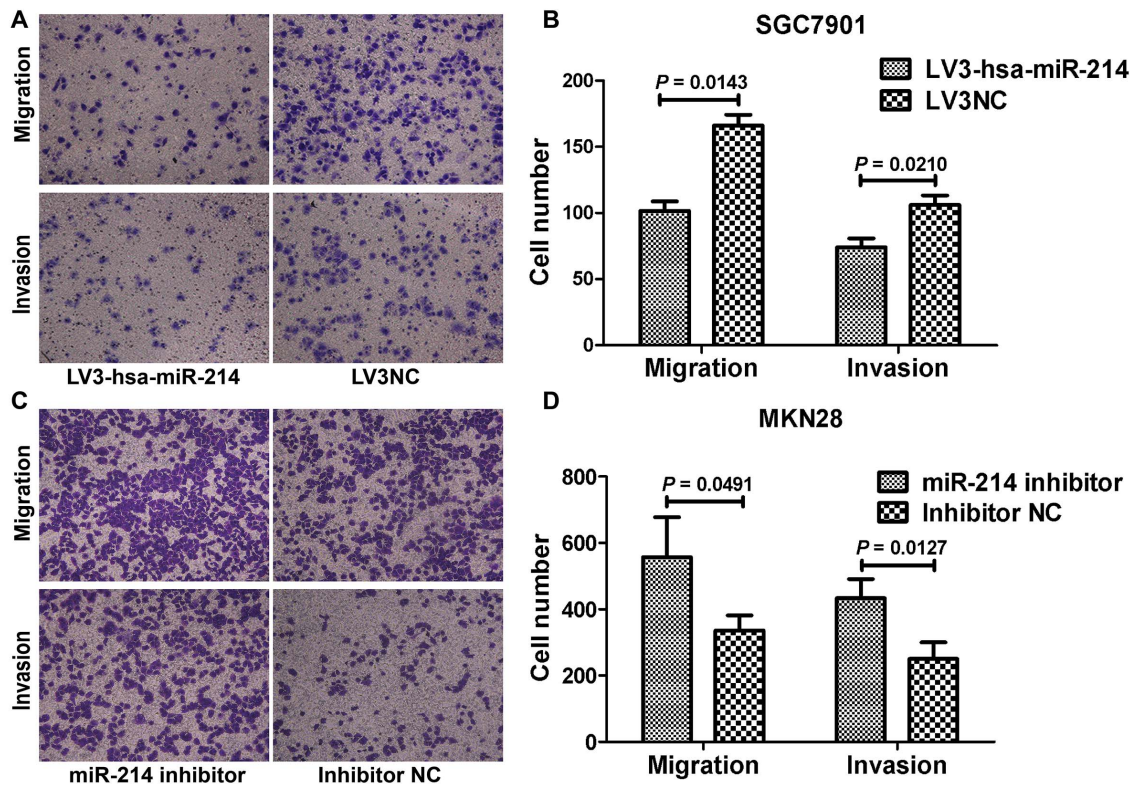 A
Migration
Invasion
LV3-hsa-miR-214
LV3NC
B
SGC7901
LV3-hsa-miR-214
LV3NC
P = 0.0143
P = 0.0210
Cell number
200
150
100
50
0
Migration
Invasion
C
Migration
Invasion
miR-214 inhibitor
Inhibitor NC
D
MKN28
miR-214 inhibitor
Inhibitor NC
P = 0.0491
P = 0.0127
Cell number
800
600
400
200
0
Migration
Invasion